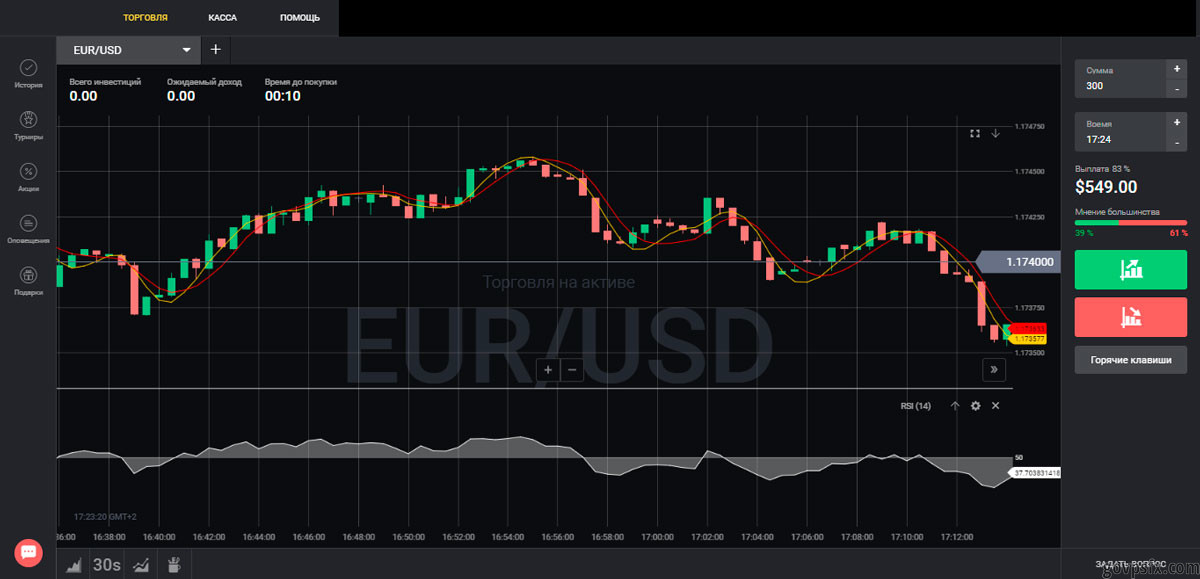 ТОРГОВЛЯ КАССА ПОМОЩЬ
EUR/USD +
История
Турниры
Акции
Оповещения
Подарки
Всего инвестиций Ожидаемый доход Время до покупки
0.00 0.00 00:10
1.174750
1.174500
1.174250
1.174000
1.173750
1.173577
1.173500
Торговля на активе
EUR/USD
+ −
»
RSI (14)
50
37.703831418
17:23:20 GMT+2
36:00 16:38:00 16:40:00 16:42:00 16:44:00 16:46:00 16:48:00 16:50:00 16:52:00 16:54:00 16:56:00 16:58:00 17:00:00 17:02:00 17:04:00 17:06:00 17:08:00 17:10:00 17:12:00
30s
Сумма +
300 -
Время +
17:24 -
Выплата 83 %
$549.00
Мнение большинства
39 % 61 %
Горячие клавиши
ЗАДАТЬ ВОПРОС
govpsfx.com